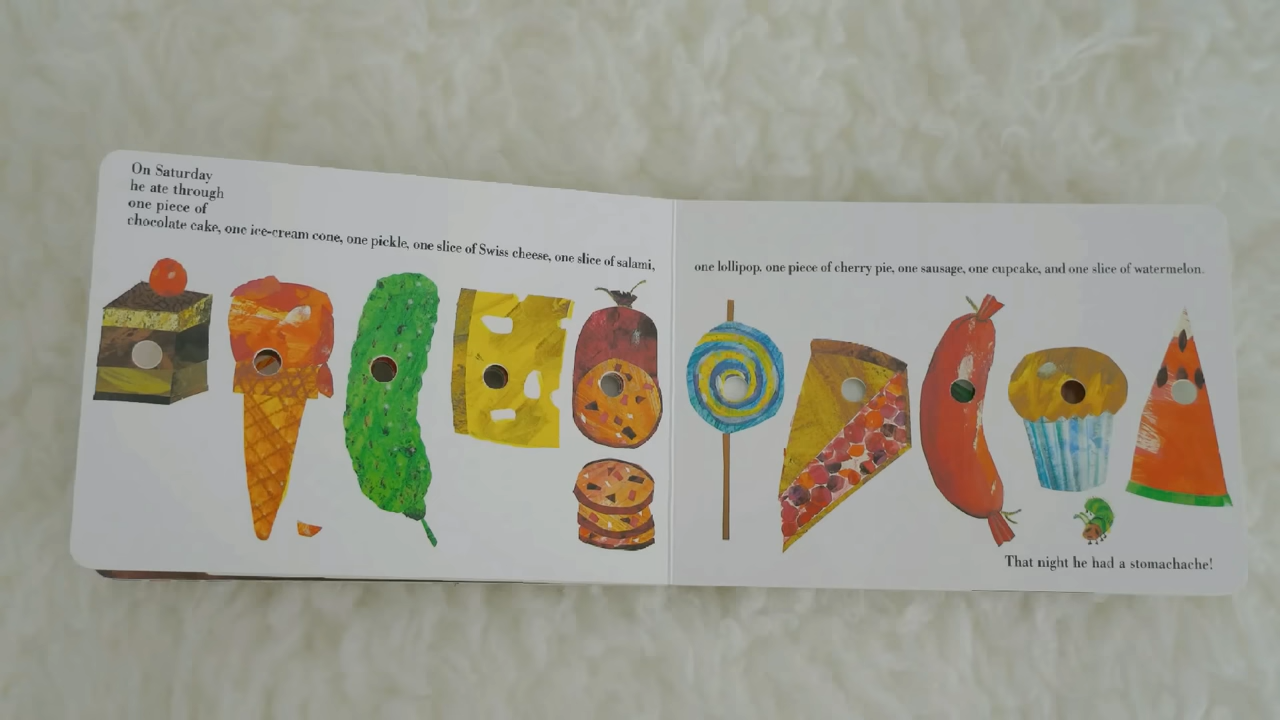 On Saturday
he ate through
one piece of
chocolate cake, one ice-cream cone, one pickle, one slice of Swiss cheese, one slice of salami,
one lollipop, one piece of cherry pie, one sausage, one cupcake, and one slice of watermelon.
That night he had a stomachache!